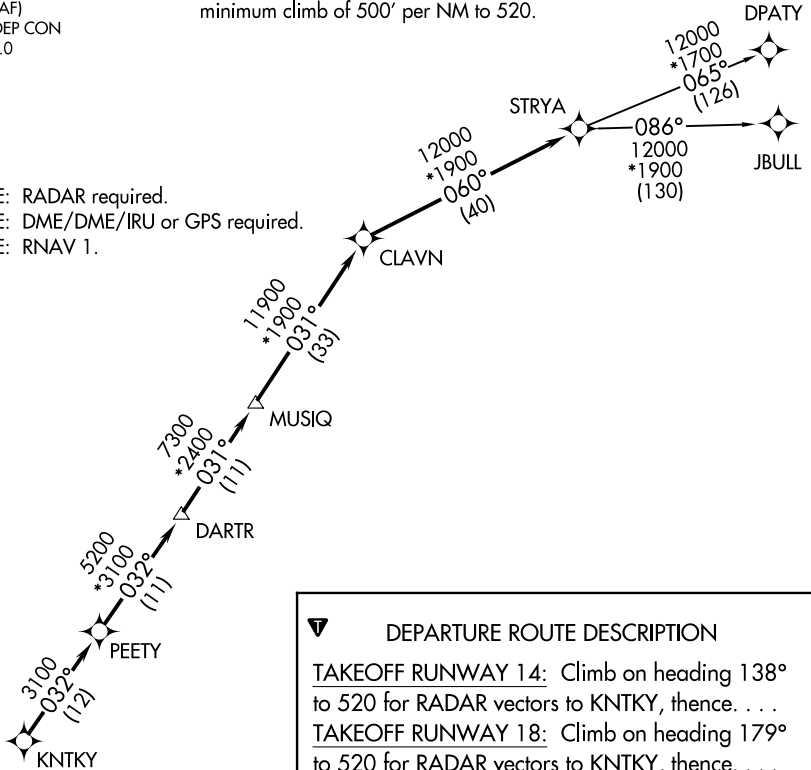 AF)
DEP CON
.0
minimum climb of 500' per NM to 520.
DPATY
12000
*1700
065°
(126)
STRYA
086°
12000
*1900
(130)
JBULL
12000
*1900
060°
(40)
E: RADAR required.
E: DME/DME/IRU or GPS required.
E: RNAV 1.
CLAVN
11900
*1900
031°
(33)
MUSIQ
7300
*2400
031°
(11)
DARTR
5200
*3100
032°
(11)
PEETY
3100
032°
(12)
KNTKY
T
DEPARTURE ROUTE DESCRIPTION
TAKEOFF RUNWAY 14: Climb on heading 138°
to 520 for RADAR vectors to KNTKY, thence. . . .
TAKEOFF RUNWAY 18: Climb on heading 179°
to 520 for RADAR vectors to KNTKY, thence. . . .